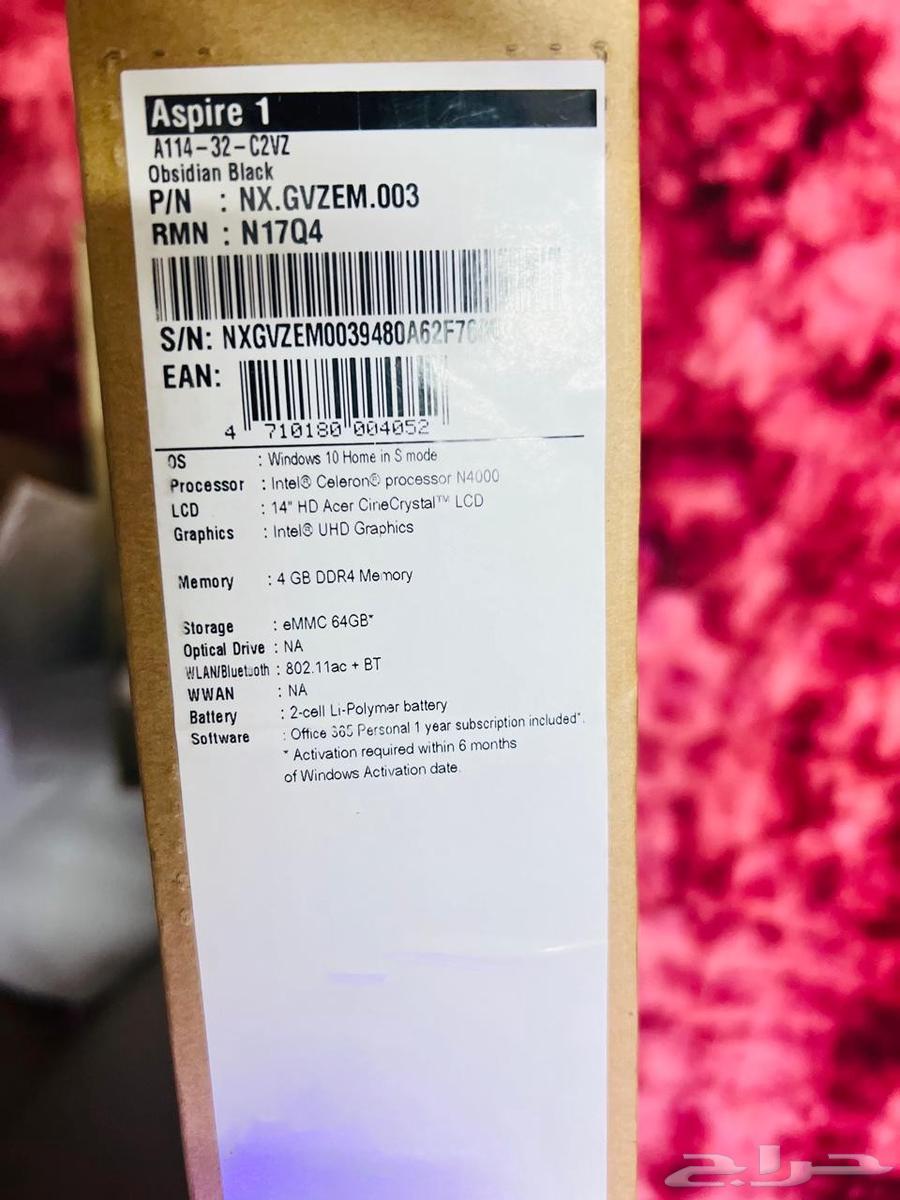 Aspire 1
A114-32-C2VZ
Obsidian Black
P/N : NX.GVZEM.003
RMN : N17Q4
S/N: NXGVZEM0039480A62F76
EAN:
4 710180 004052
OS : Windows 10 Home in S mode
Processor : Intel® Celeron® processor N4000
LCD : 14" HD Acer CineCrystal™ LCD
Graphics : Intel® UHD Graphics
Memory : 4 GB DDR4 Memory
Storage : eMMC 64GB*
Optical Drive : NA
WLAN/Bluetooth : 802.11ac + BT
WWAN : NA
Battery : 2-cell Li-Polymer battery
Software : Office 365 Personal 1 year subscription included*.
* Activation required within 6 months
of Windows Activation date.
حراج